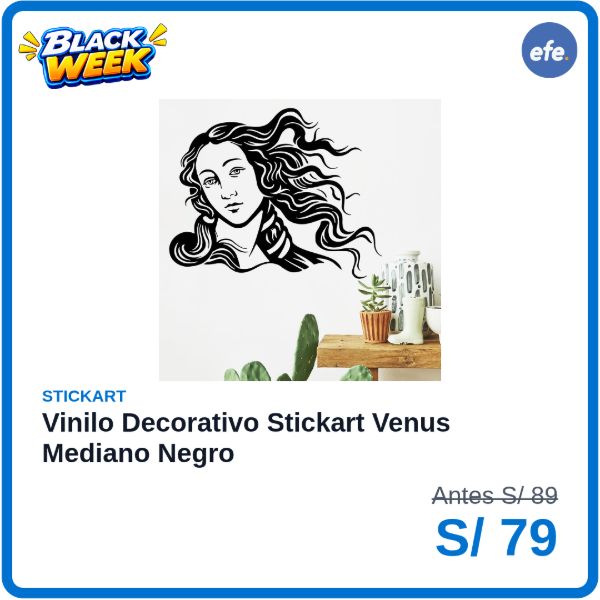 BLACK
WEEK
efe.
STICKART
Vinilo Decorativo Stickart Venus
Mediano Negro
Antes S/ 89
S/ 79